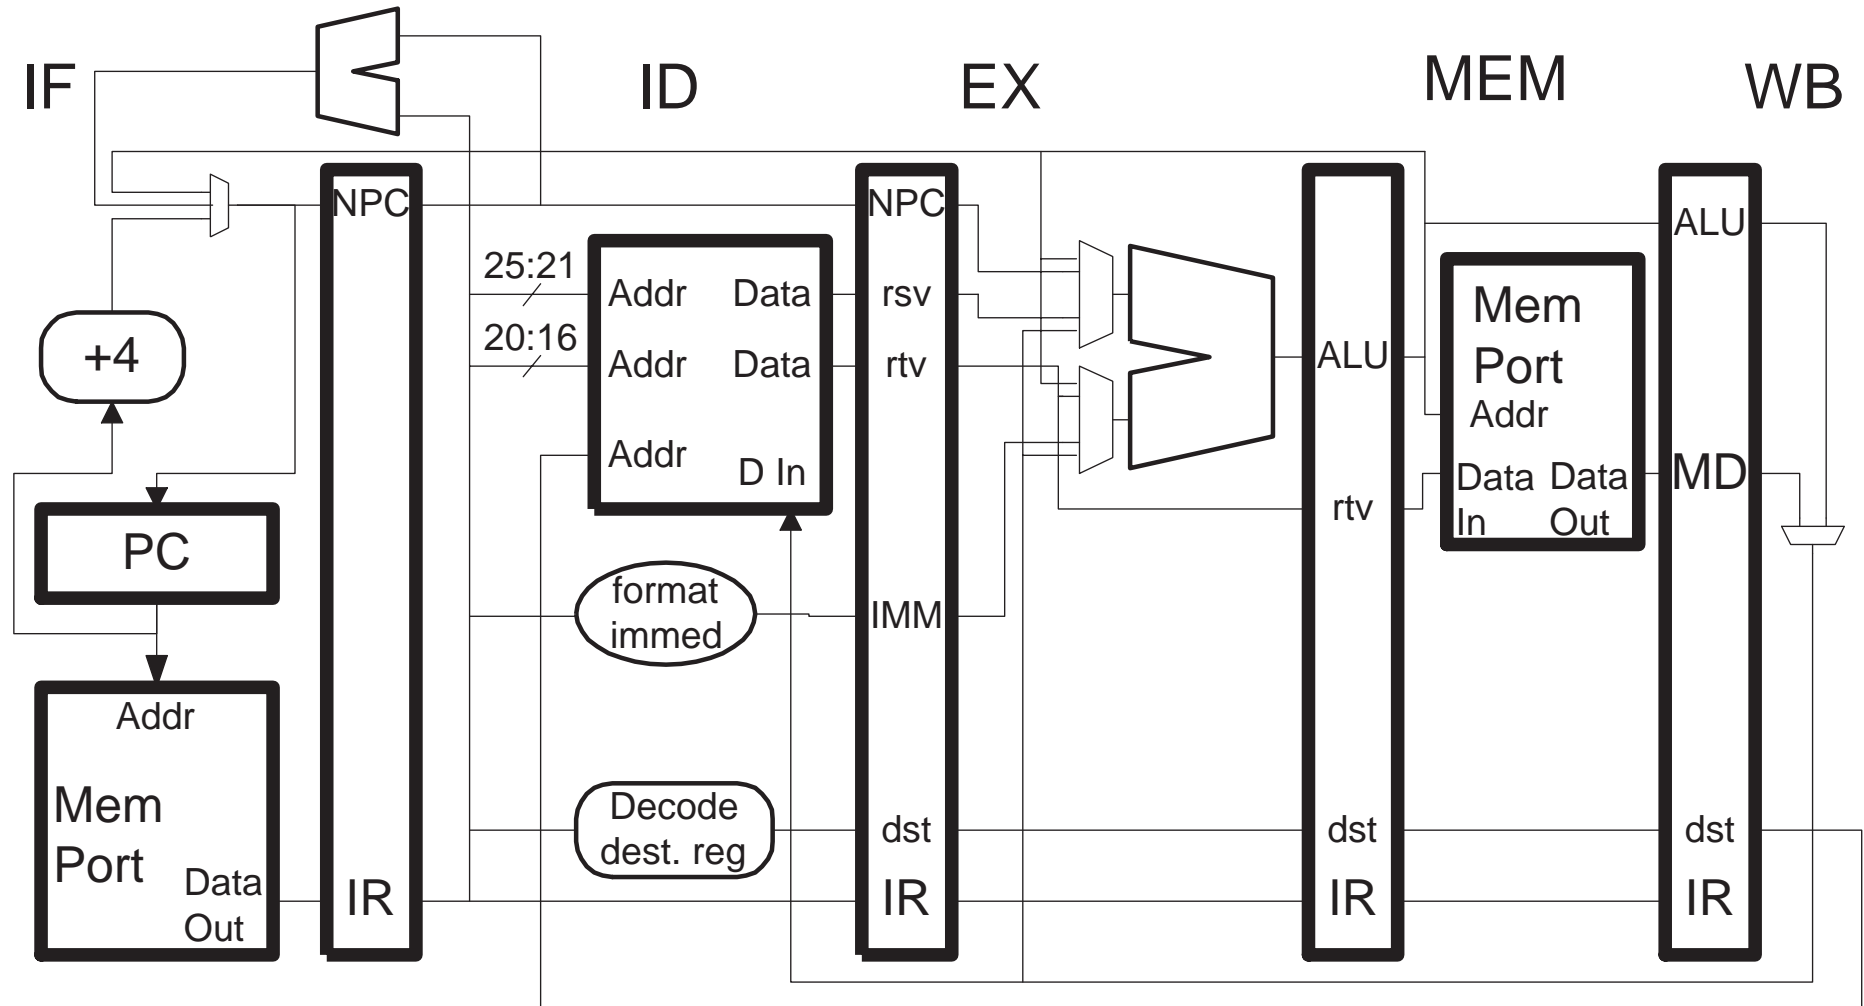 IF
ID
EX
MEM
WB
NPC
NPC
ALU
25:21
Addr
Data
rsv
Mem
Port
20:16
Addr
Data
rtv
+4
ALU
Addr
Addr
D In
MD
Data
In
Data
Out
rtv
PC
format
immed
IMM
Addr
Mem
Port
Data
Out
Decode
dest. reg
dst
dst
dst
IR
IR
IR
IR